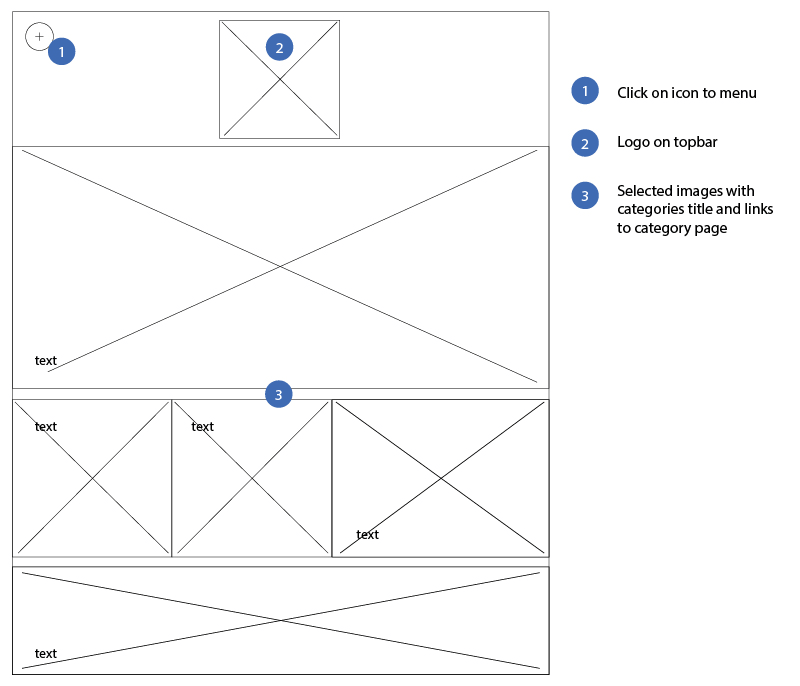 +
1
2
text
3
text
text
text
text
1
Click on icon to menu
2
Logo on topbar
3
Selected images with
categories title and links
to category page